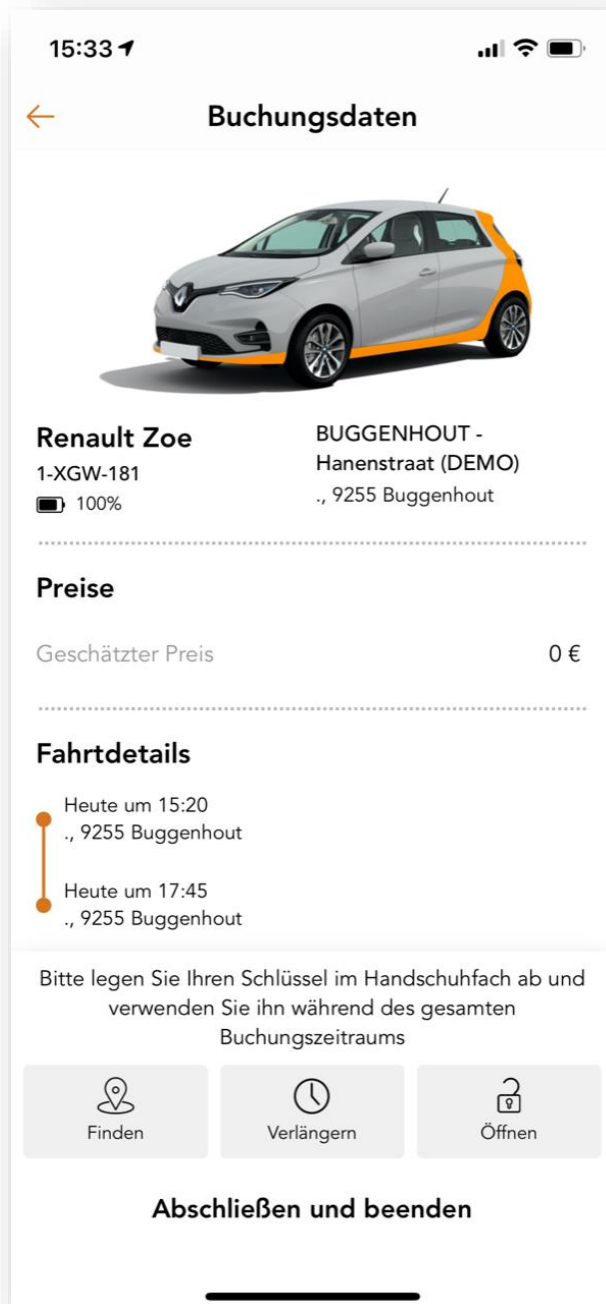 15:33
Buchungsdaten
Renault Zoe
1-XGW-181
100%
BUGGENHOUT -
Hanenstraat (DEMO)
., 9255 Buggenhout
Preise
Geschätzter Preis 0 €
Fahrtdetails
Heute um 15:20
., 9255 Buggenhout
Heute um 17:45
., 9255 Buggenhout
Bitte legen Sie Ihren Schlüssel im Handschuhfach ab und
verwenden Sie ihn während des gesamten
Buchungszeitraums
Finden
Verlängern
Öffnen
Abschließen und beenden